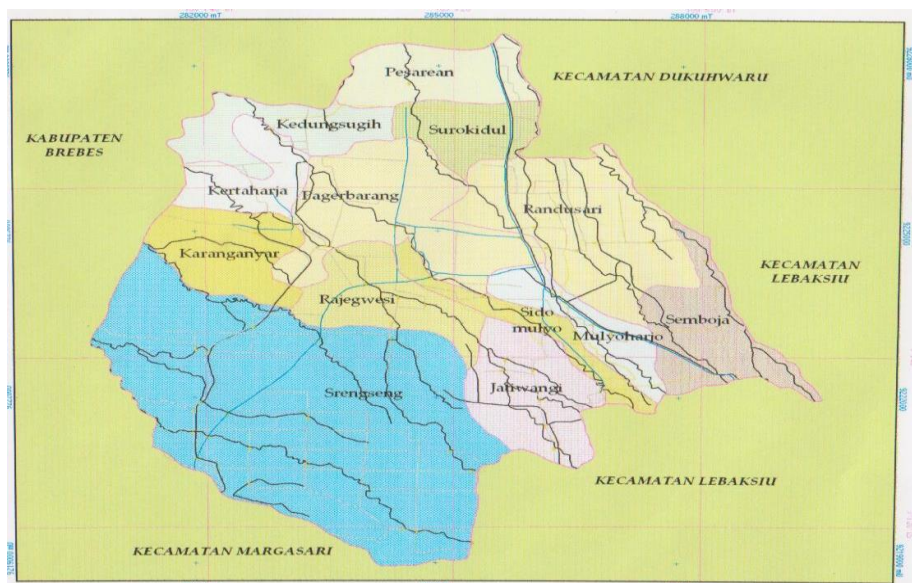 282000 mT
288000 mT
Pesarean
KECAMATAN DUKUHWARU
Kedungsugih
Surokidul
KABUPATEN
BREBES
Kertaharja
Pagerbarang
Randusari
Karanganyar
KECAMATAN
LEBAKSIU
Rajegwesi
Sido
mulyo
Mulyoharjo
Semboja
Srengseng
Jatiwangi
KECAMATAN LEBAKSIU
KECAMATAN MARGASARI